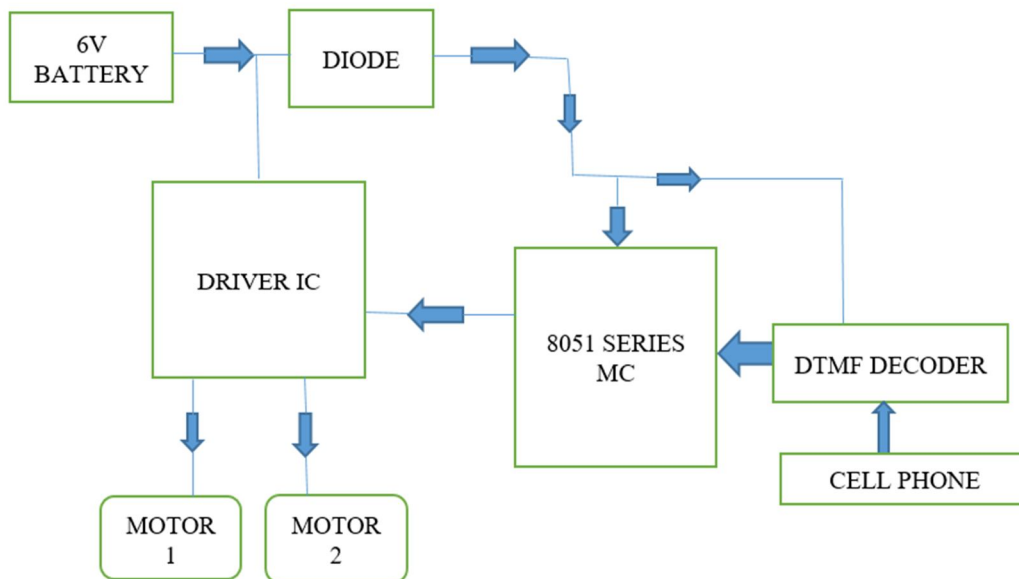 6V
BATTERY
DIODE
DRIVER IC
8051 SERIES
MC
DTMF DECODER
CELL PHONE
MOTOR
1
MOTOR
2